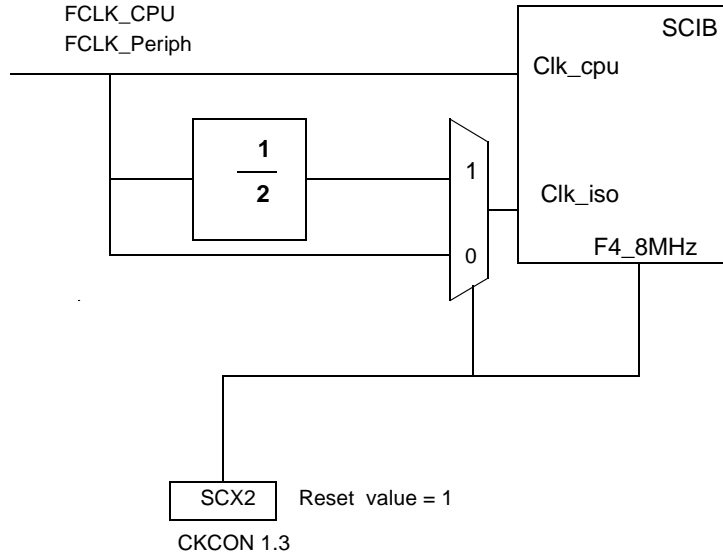 FCLK_CPU
FCLK_Periph
SCIB
Clk_cpu
1
2
1
Clk_iso
0
F4_8MHz
SCX2
Reset value = 1
CKCON 1.3